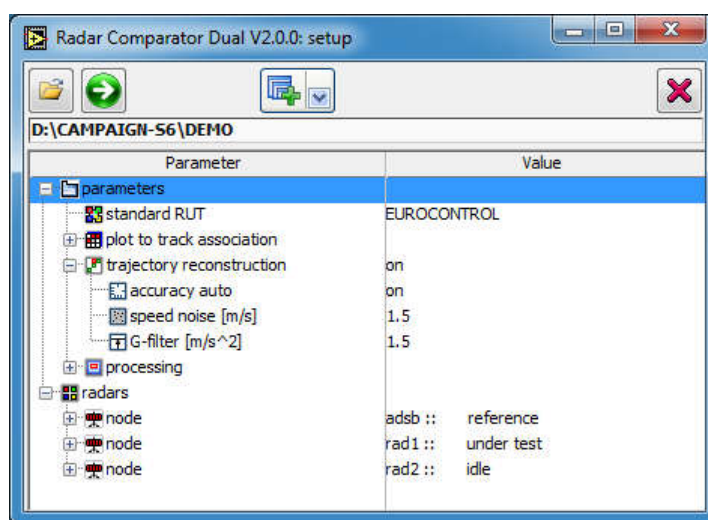 Radar Comparator Dual V2.0.0: setup
D:\CAMPAIGN-S6\DEMO
Parameter Value
parameters
standard RUT EUROCONTROL
plot to track association
trajectory reconstruction on
accuracy auto on
speed noise [m/s] 1.5
G-filter [m/s^2] 1.5
processing
radars
node adsb :: reference
node rad1 :: under test
node rad2 :: idle